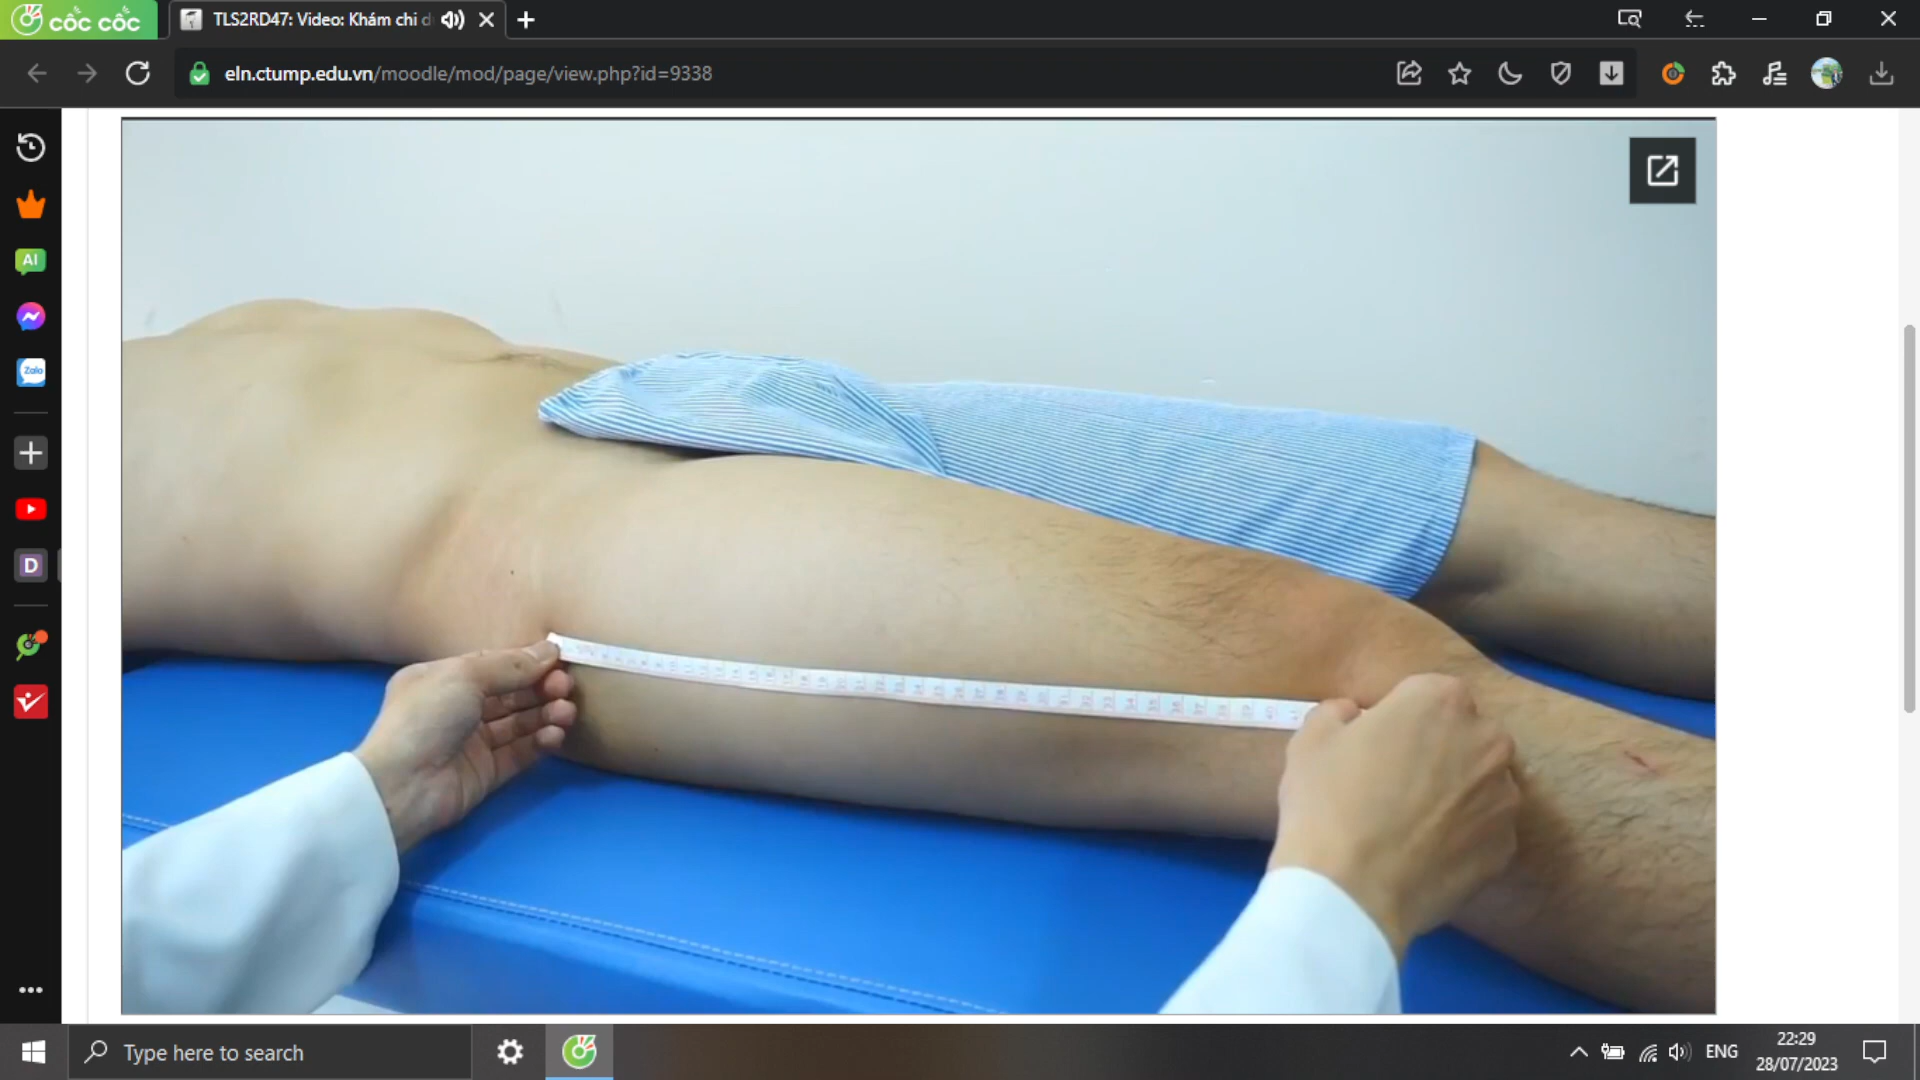 cốc cốc
TLS2RD47: Video: Khám chi d
eln.ctump.edu.vn/moodle/mod/page/view.php?id=9338
AI
Zalo
D
Type here to search
ENG
22:29
28/07/2023